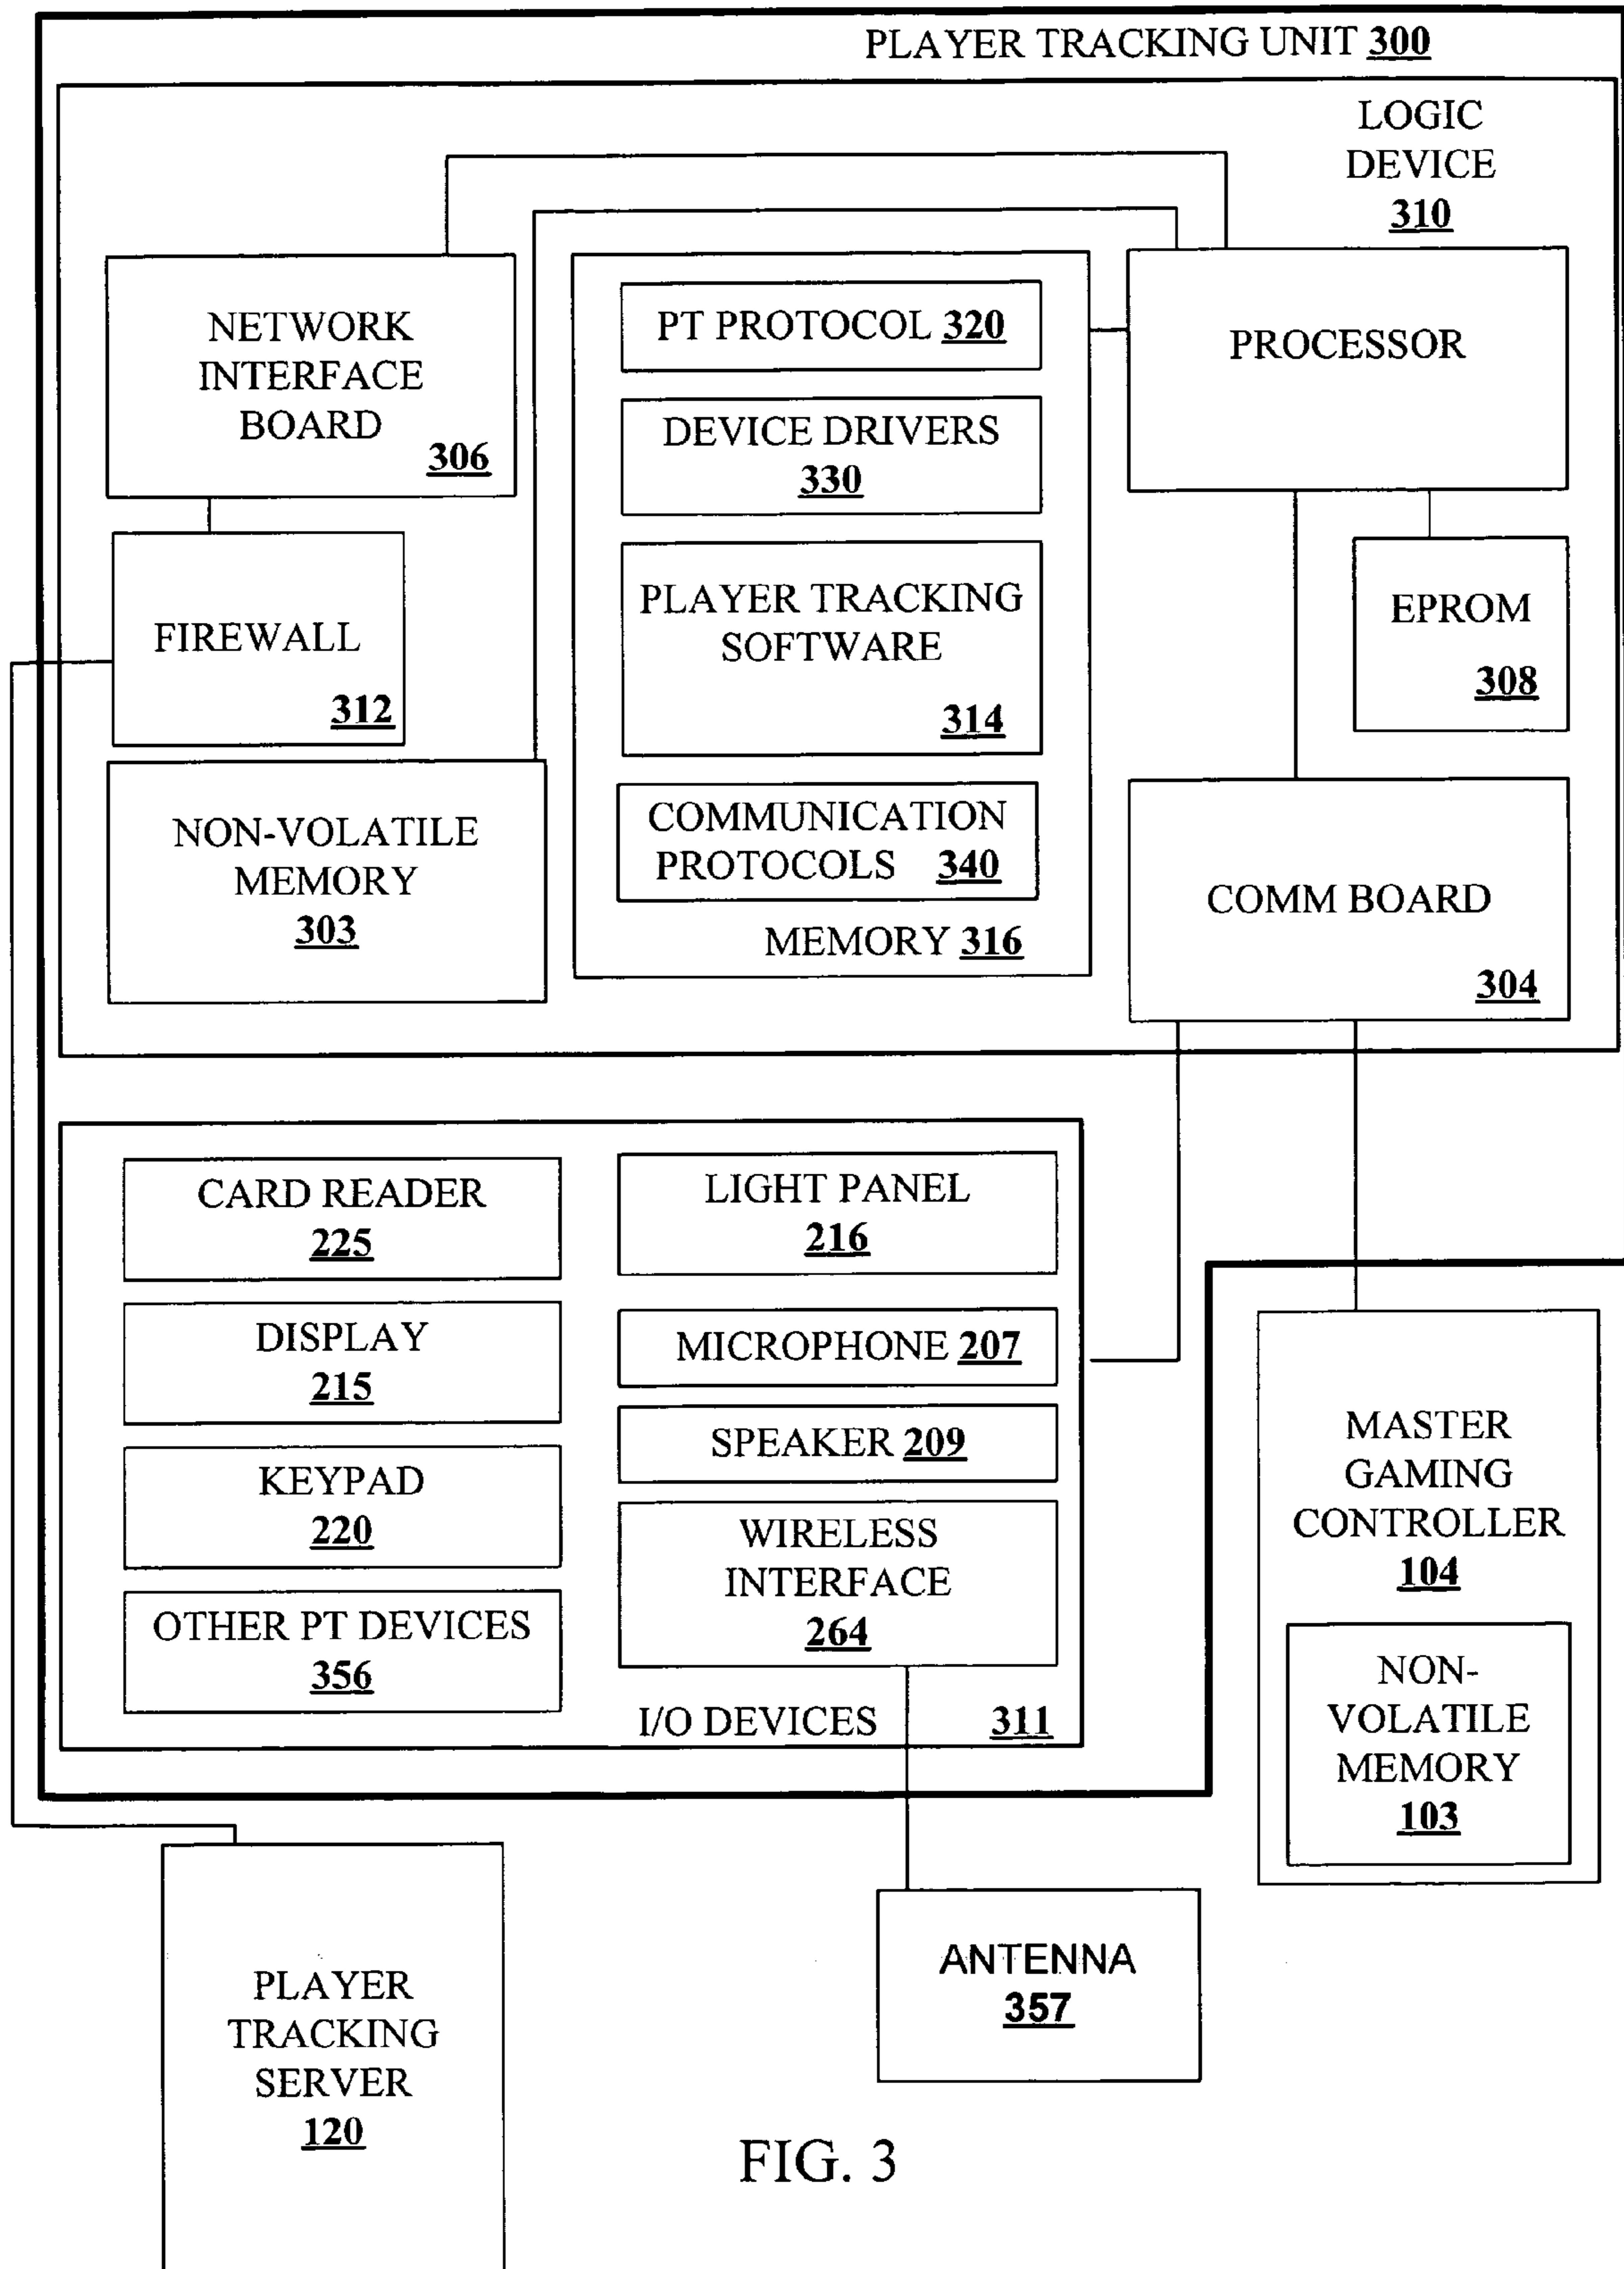 PLAYER TRACKING UNIT 300
LOGIC
DEVICE
310
NETWORK
INTERFACE
BOARD
306
FIREWALL
312
NON-VOLATILE
MEMORY
303
PT PROTOCOL 320
DEVICE DRIVERS
330
PLAYER TRACKING
SOFTWARE
314
COMMUNICATION
PROTOCOLS 340
MEMORY 316
PROCESSOR
EPROM
308
COMM BOARD
304
CARD READER
225
DISPLAY
215
KEYPAD
220
OTHER PT DEVICES
356
LIGHT PANEL
216
MICROPHONE 207
SPEAKER 209
WIRELESS
INTERFACE
264
I/O DEVICES 311
MASTER
GAMING
CONTROLLER
104
NON-
VOLATILE
MEMORY
103
PLAYER
TRACKING
SERVER
120
ANTENNA
357
FIG. 3